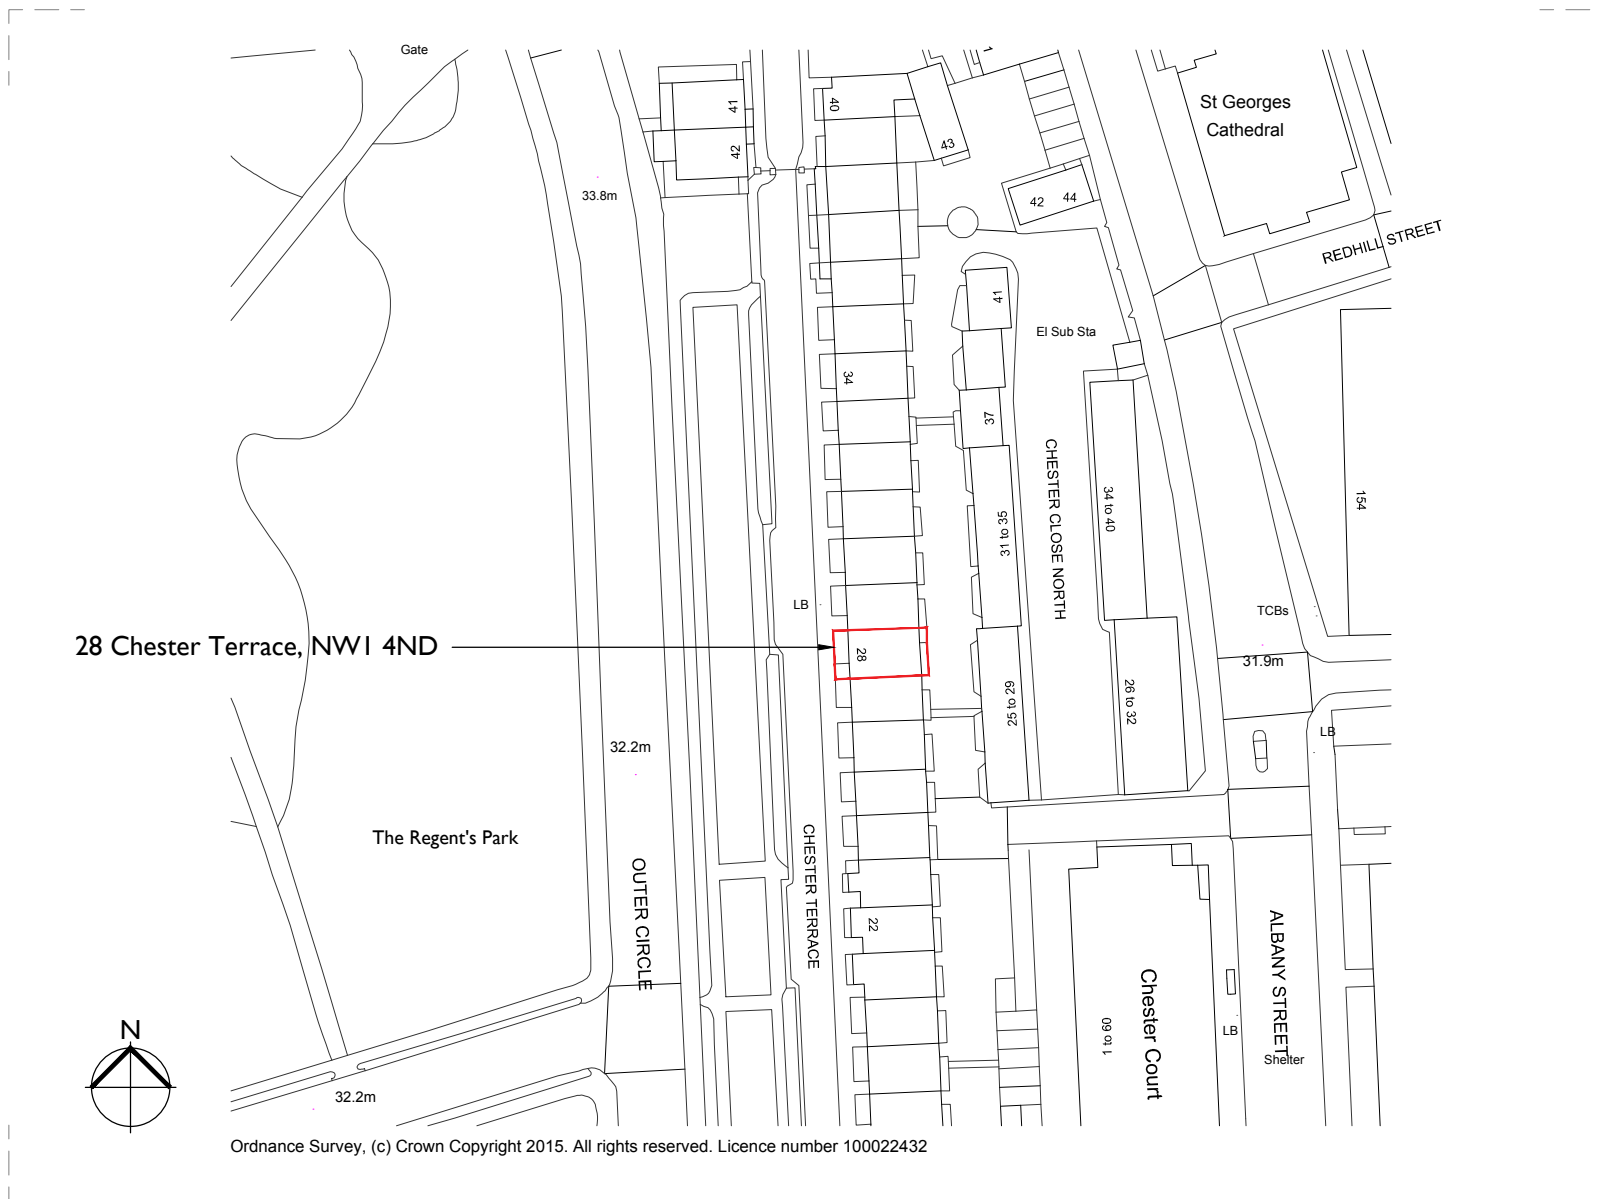 Gate
41
42
40
43
1
St Georges
Cathedral
33.8m
42 44
REDHILL STREET
41
El Sub Sta
34
37
CHESTER CLOSE NORTH
31 to 35
34 to 40
154
LB
TCBs
28 Chester Terrace, NW1 4ND
28
31.9m
25 to 29
26 to 32
LB
32.2m
The Regent's Park
OUTER CIRCLE
CHESTER TERRACE
22
ALBANY STREET
Chester Court
1 to 60
LB
Shelter
N
32.2m
Ordnance Survey, (c) Crown Copyright 2015. All rights reserved. Licence number 100022432